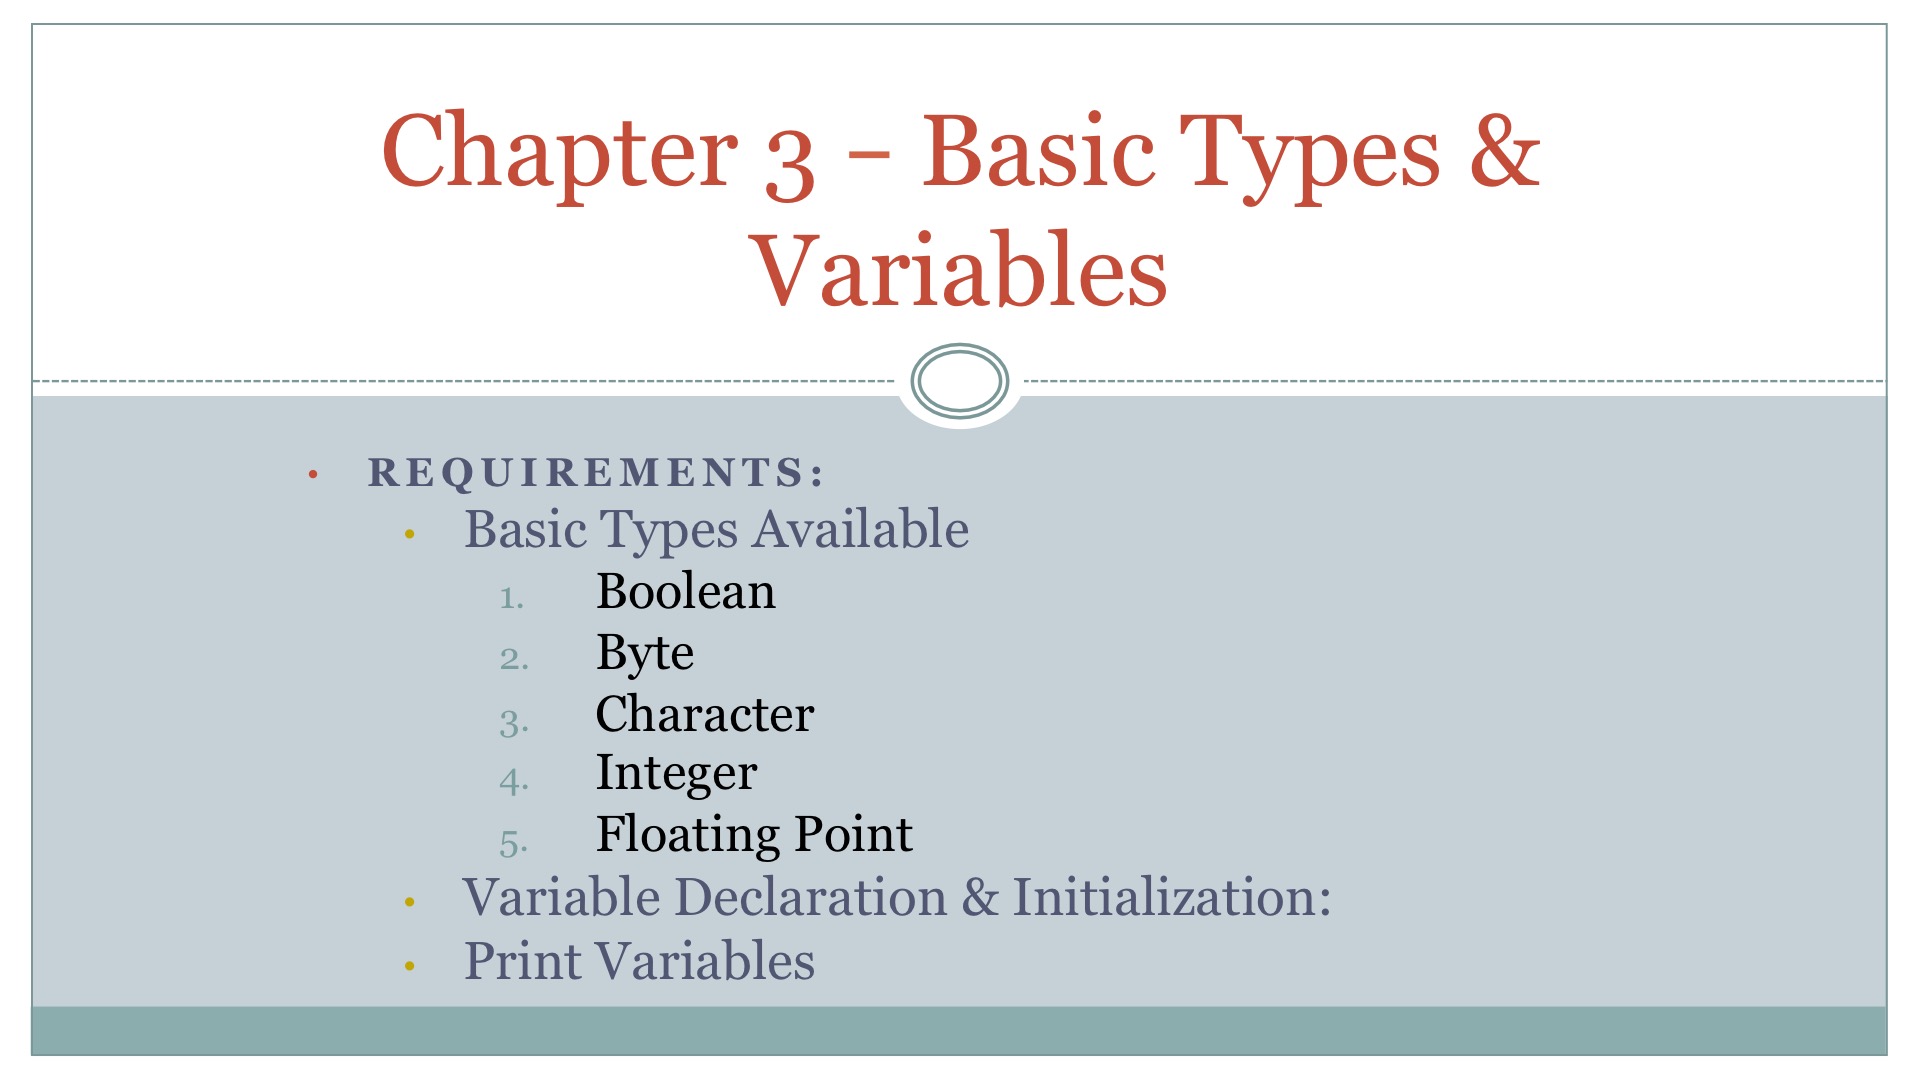 Chapter 3 – Basic Types &
Variables
• REQUIREMENTS:
• Basic Types Available
1. Boolean
2. Byte
3. Character
4. Integer
5. Floating Point
• Variable Declaration & Initialization:
• Print Variables